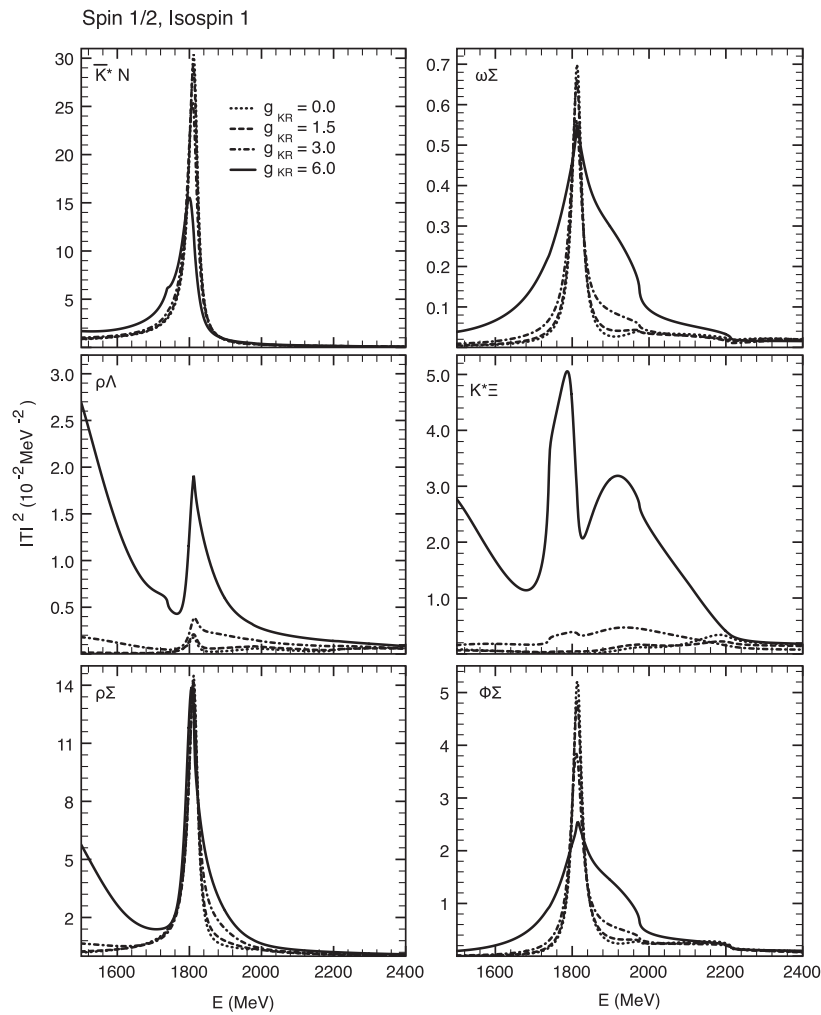 Spin 1/2, Isospin 1
K̅* N
g KR = 0.0
g KR = 1.5
g KR = 3.0
g KR = 6.0
30
25
20
15
10
5
ωΣ
0.7
0.6
0.5
0.4
0.3
0.2
0.1
|T|² (10⁻² MeV⁻²)
ρΛ
3.0
2.5
2.0
1.5
1.0
0.5
K*Ξ
5.0
4.0
3.0
2.0
1.0
ρΣ
14
11
8
5
2
1600 1800 2000 2200 2400
E (MeV)
ΦΣ
5
4
3
2
1
1600 1800 2000 2200 2400
E (MeV)